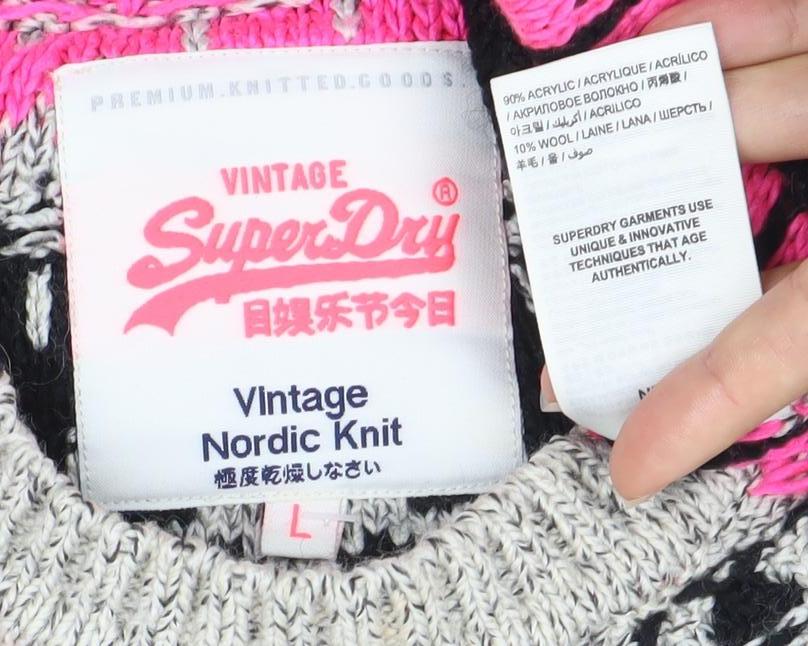 PREMIUM.KNITTED.GOODS.
VINTAGE
SuperDry®
目娯乐节今日
Vintage
Nordic Knit
極度乾燥しなさい
L
90% ACRYLIC / ACRYLIQUE / ACRÍLICO
/ АКРИЛОВОЕ ВОЛОКНО / 丙烯酸 /
아크릴 / أكريليك / ACRILICO
10% WOOL / LAINE / LANA / ШЕРСТЬ /
羊毛 / 울 / صوف
SUPERDRY GARMENTS USE
UNIQUE & INNOVATIVE
TECHNIQUES THAT AGE
AUTHENTICALLY.